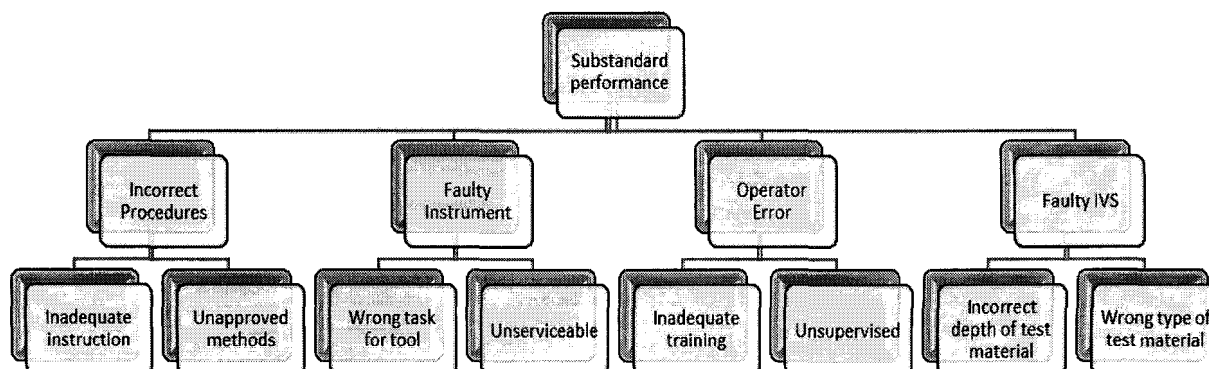 Substandard
performance
Incorrect
Procedures
Faulty
Instrument
Operator
Error
Faulty IVS
Inadequate
instruction
Unapproved
methods
Wrong task
for tool
Unserviceable
Inadequate
training
Unsupervised
Incorrect
depth of test
material
Wrong type of
test material